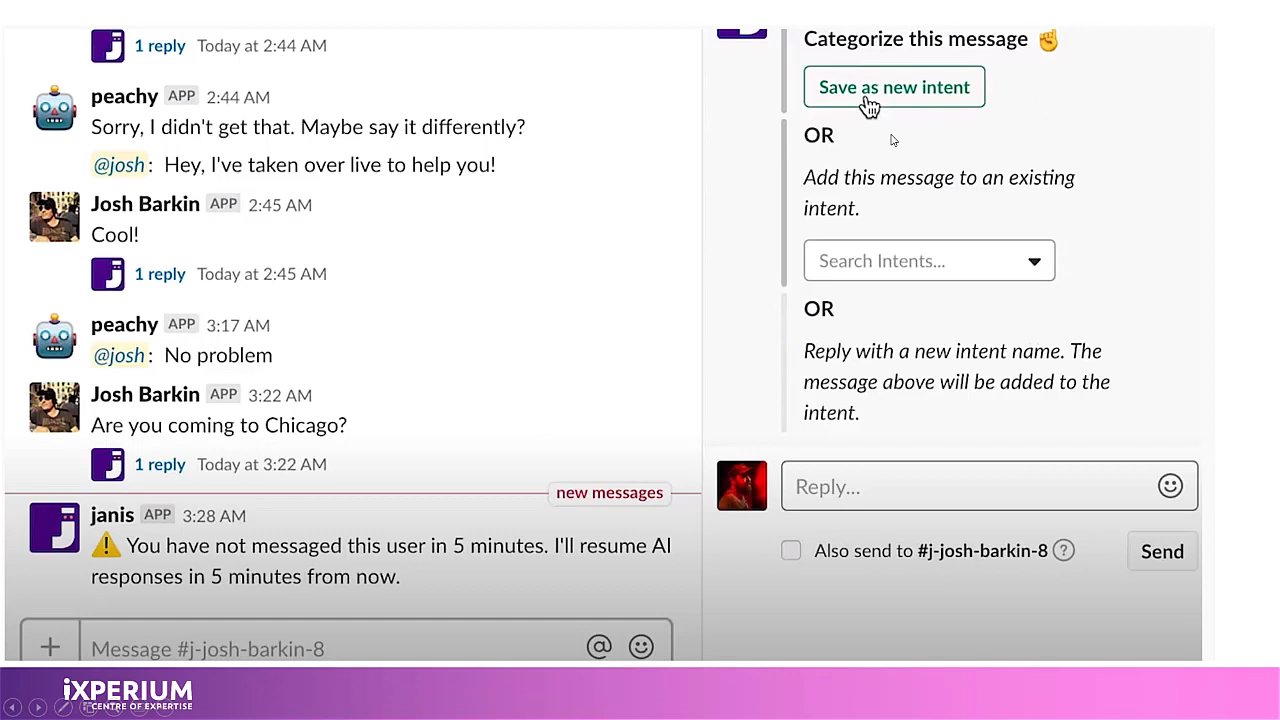 1 reply Today at 2:44 AM
peachy APP 2:44 AM
Sorry, I didn't get that. Maybe say it differently?
@josh: Hey, I've taken over live to help you!
Josh Barkin APP 2:45 AM
Cool!
1 reply Today at 2:45 AM
peachy APP 3:17 AM
@josh: No problem
Josh Barkin APP 3:22 AM
Are you coming to Chicago?
1 reply Today at 3:22 AM
new messages
janis APP 3:28 AM
You have not messaged this user in 5 minutes. I'll resume AI
responses in 5 minutes from now.
Message #j-josh-barkin-8
Categorize this message
Save as new intent
OR
Add this message to an existing
intent.
Search Intents...
OR
Reply with a new intent name. The
message above will be added to the
intent.
Reply...
Also send to #j-josh-barkin-8
Send
iXPERIUM
CENTRE OF EXPERTISE